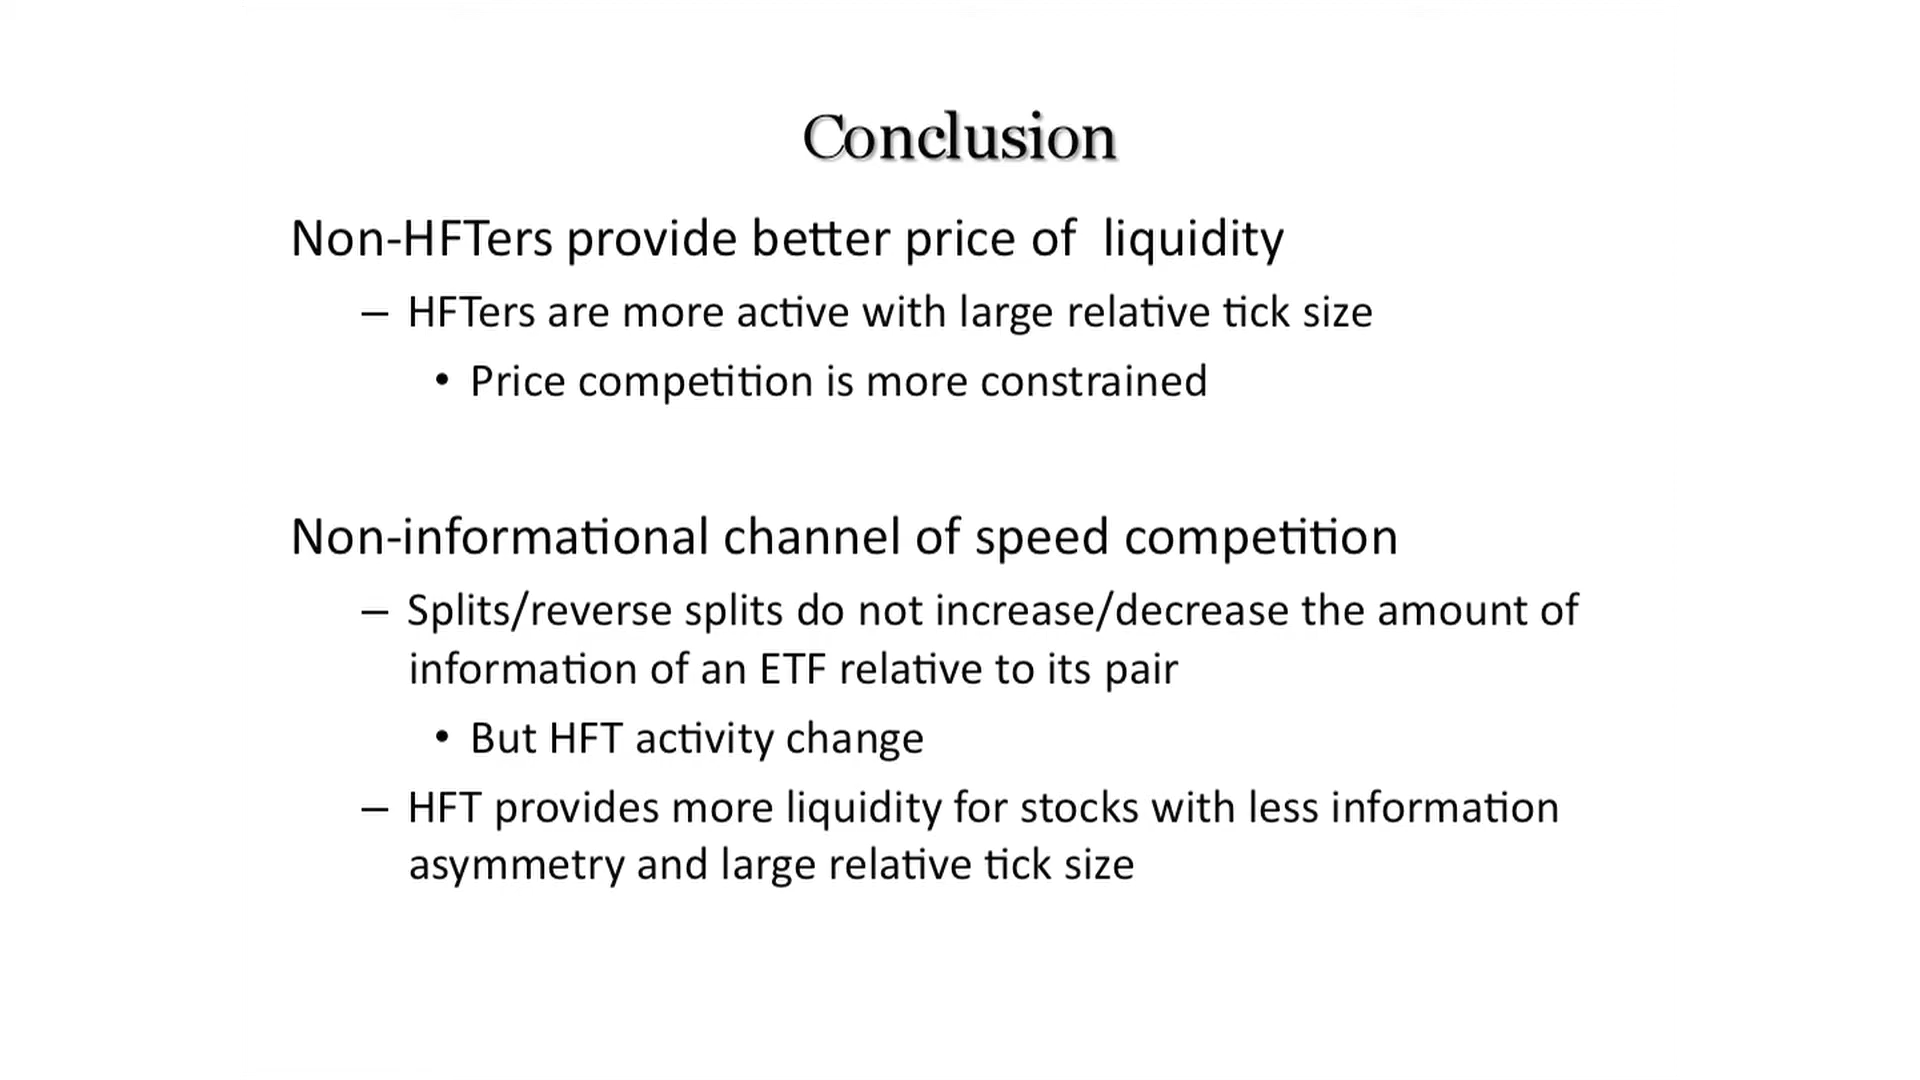 Conclusion
Non-HFTers provide better price of liquidity
– HFTers are more active with large relative tick size
• Price competition is more constrained
Non-informational channel of speed competition
– Splits/reverse splits do not increase/decrease the amount of
information of an ETF relative to its pair
• But HFT activity change
– HFT provides more liquidity for stocks with less information
asymmetry and large relative tick size